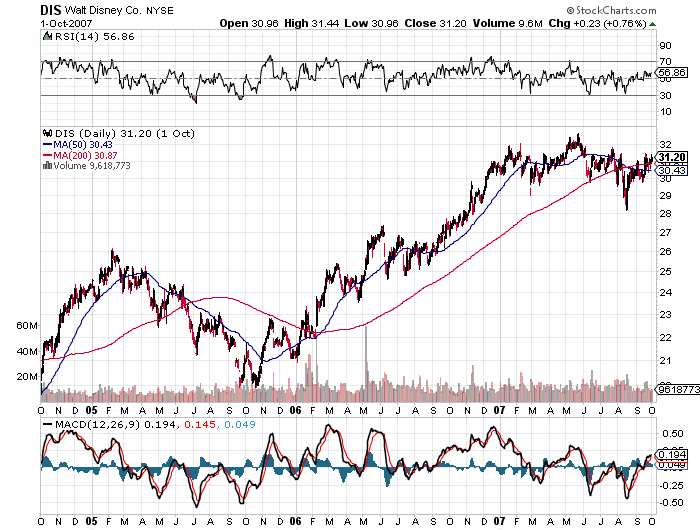 DIS Walt Disney Co. NYSE © StockCharts.com
1-Oct-2007 Open 30.96 High 31.44 Low 30.96 Close 31.20 Volume 9.6M Chg +0.23 (+0.76%)
RSI(14) 56.86
90
70
56.86
30
10
DIS (Daily) 31.20 (1 Oct)
MA(50) 30.43
MA(200) 30.87
Volume 9,618,773
32
31.20
30.43
30
29
28
27
26
25
24
23
22
21
60M
40M
20M
9618773
O N D 05 F M A M J J A S O N D 06 F M A M J J A S O N D 07 F M A M J J A S O
MACD(12,26,9) 0.194, 0.145, 0.049
0.50
0.194
0.049
-0.25
-0.50
O N D 05 F M A M J J A S O N D 06 F M A M J J A S O N D 07 F M A M J J A S O